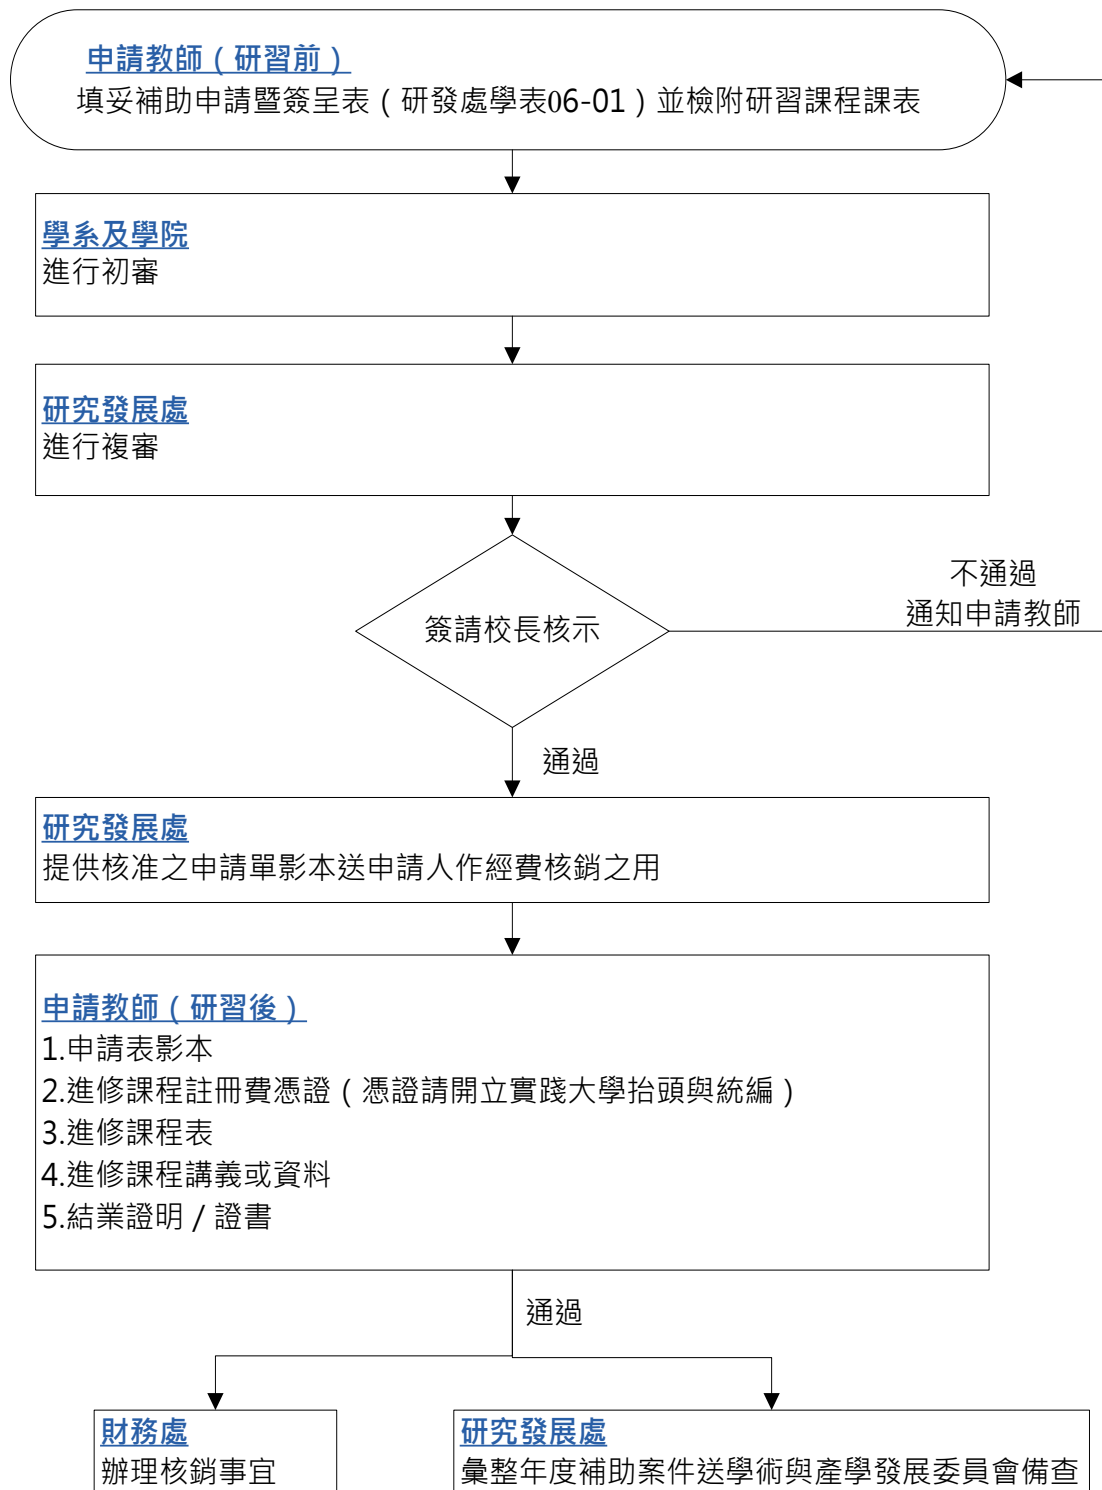 申請教師（研習前）
填妥補助申請暨簽呈表（研發處學表06-01）並檢附研習課程課表
學系及學院
進行初審
研究發展處
進行複審
簽請校長核示
不通過
通知申請教師
通過
研究發展處
提供核准之申請單影本送申請人作經費核銷之用
申請教師（研習後）
1.申請表影本
2.進修課程註冊費憑證（憑證請開立實踐大學抬頭與統編）
3.進修課程表
4.進修課程講義或資料
5.結業證明／證書
通過
財務處
辦理核銷事宜
研究發展處
彙整年度補助案件送學術與產學發展委員會備查